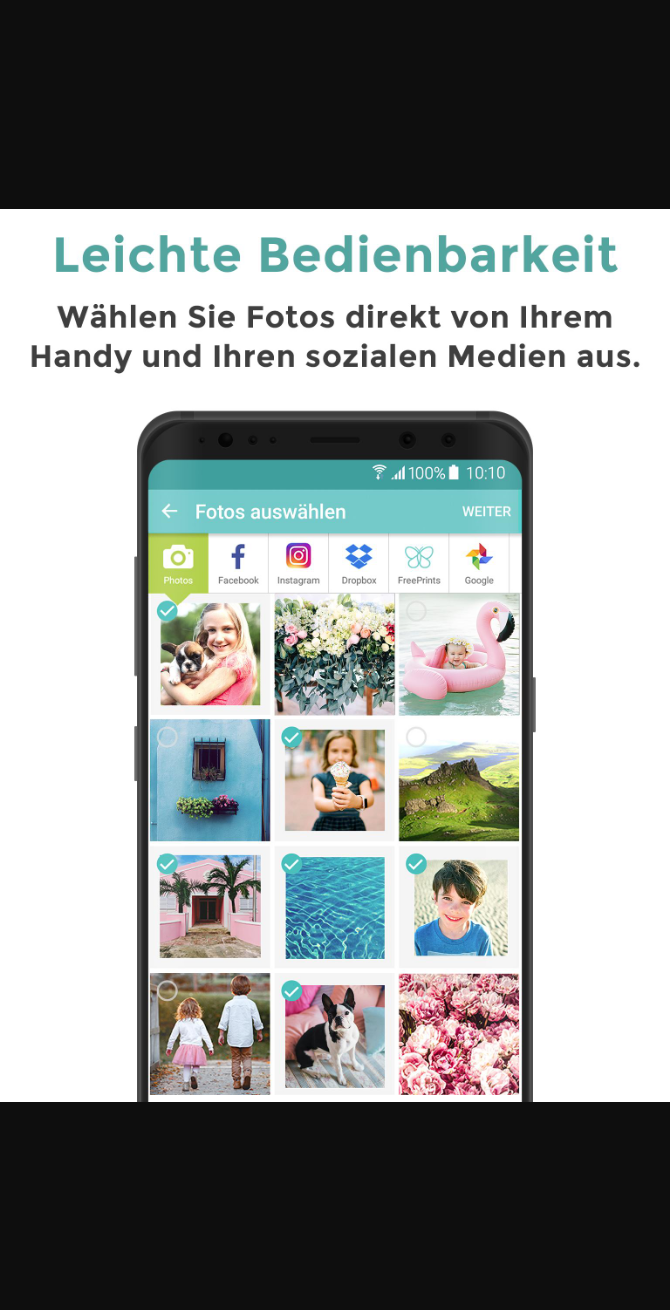 Leichte Bedienbarkeit
Wählen Sie Fotos direkt von Ihrem
Handy und Ihren sozialen Medien aus.
100% 10:10
Fotos auswählen WEITER
Photos Facebook Instagram Dropbox FreePrints Google